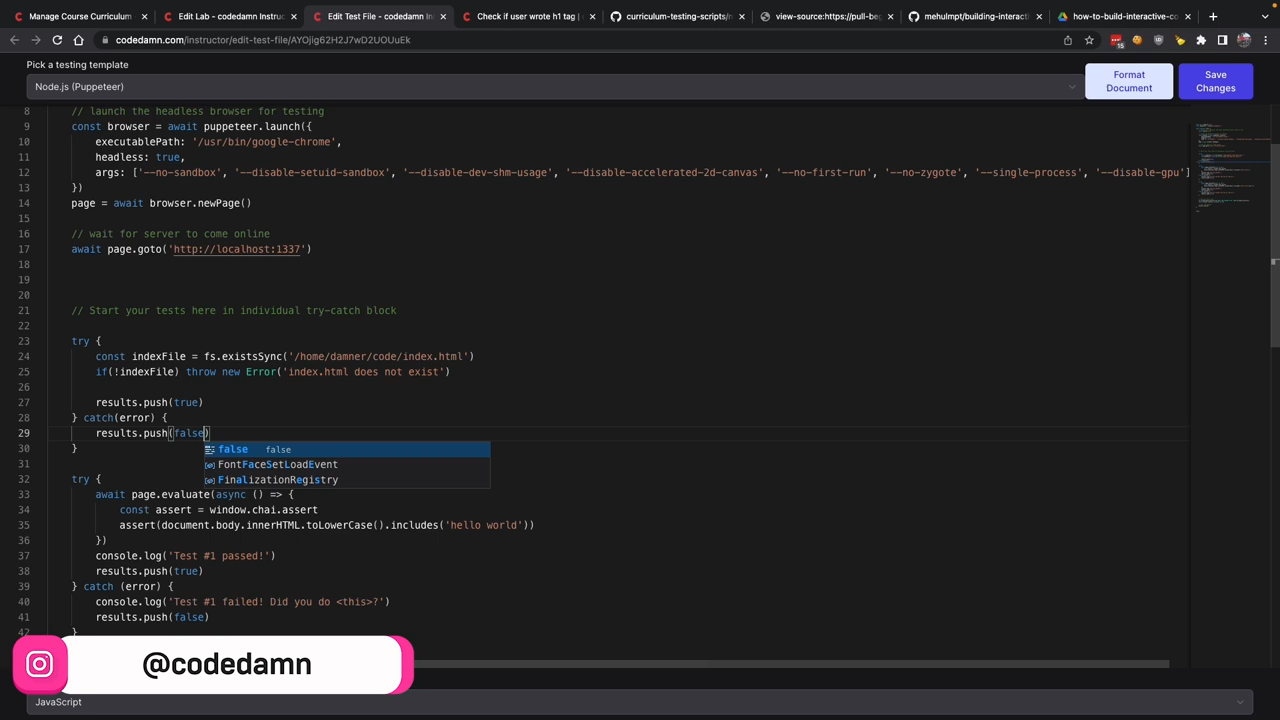 Manage Course Curriculum
Edit Lab - codedamn Instruc
Edit Test File - codedamn Ins
Check if user wrote h1 tag |
curriculum-testing-scripts/n
view-source:https://pull-be
mehulmpt/building-interacti
how-to-build-interactive-co
codedamn.com/instructor/edit-test-file/AYOjig62H2J7wD2UOUuEk
15
Pick a testing template
Node.js (Puppeteer)
Format Document
Save Changes
8 // launch the headless browser for testing
9 const browser = await puppeteer.launch({
10 executablePath: '/usr/bin/google-chrome',
11 headless: true,
12 args: ['--no-sandbox', '--disable-setuid-sandbox', '--disable-dev-shm-usage', '--disable-accelerated-2d-canvas', '--no-first-run', '--no-zygote', '--single-process', '--disable-gpu']
13 })
14 page = await browser.newPage()
15
16 // wait for server to come online
17 await page.goto('http://localhost:1337')
18
19
20
21 // Start your tests here in individual try-catch block
22
23 try {
24 const indexFile = fs.existsSync('/home/damner/code/index.html')
25 if(!indexFile) throw new Error('index.html does not exist')
26
27 results.push(true)
28 } catch(error) {
29 results.push(false)
false false
30 }
FontFaceSetLoadEvent
31
FinalizationRegistry
32 try {
33 await page.evaluate(async () => {
34 const assert = window.chai.assert
35 assert(document.body.innerHTML.toLowerCase().includes('hello world'))
36 })
37 console.log('Test #1 passed!')
38 results.push(true)
39 } catch (error) {
40 console.log('Test #1 failed! Did you do <this>?')
41 results.push(false)
42 }
@codedamn
JavaScript